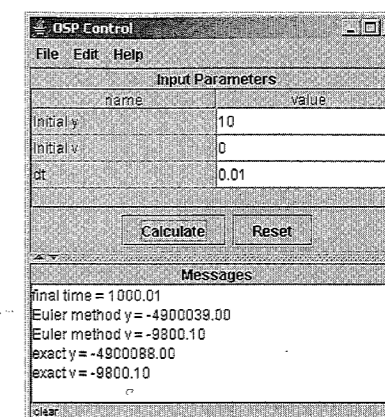 OSP Control
File Edit Help
Input Parameters
name value
Initial y 10
Initial v 0
dt 0.01
Calculate Reset
Messages
final time = 1000.01
Euler method y = -4900039.00
Euler method v = -9800.10
exact y = -4900088.00
exact v = -9800.10
clear